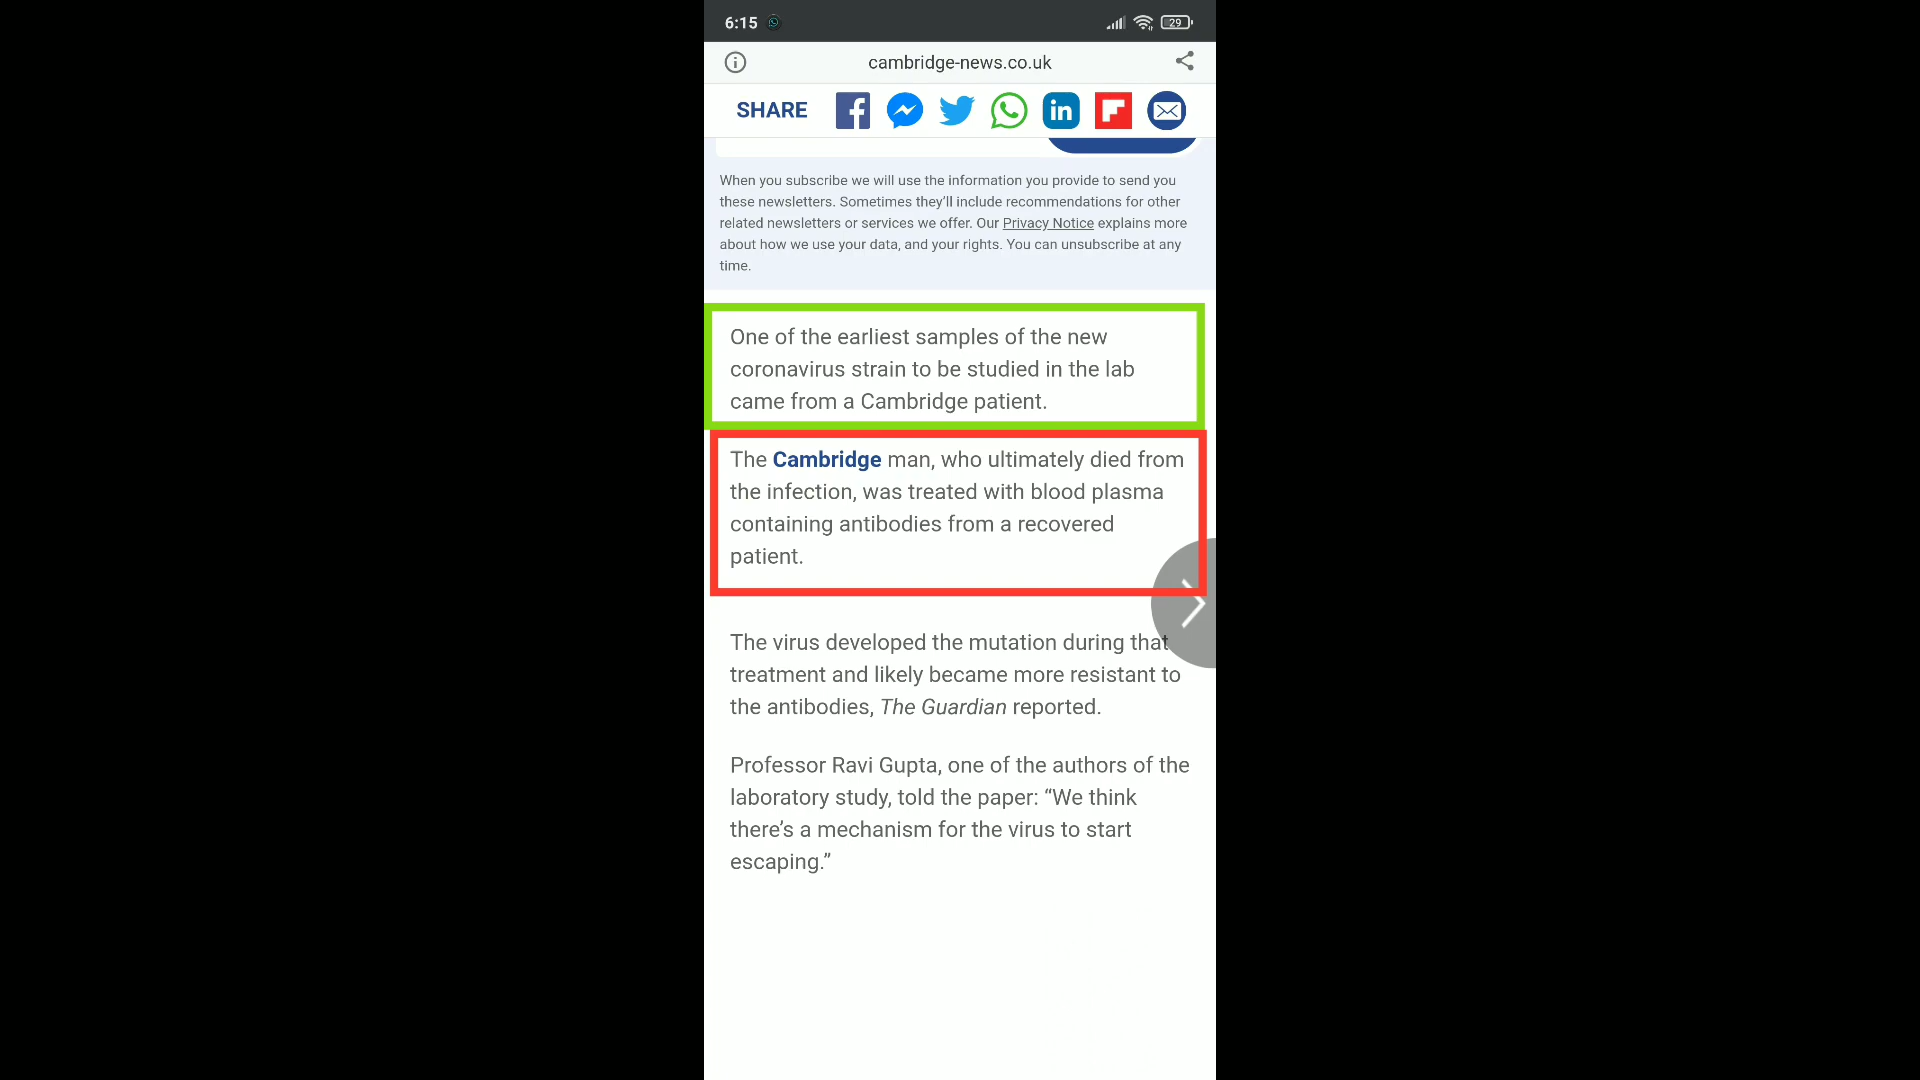 6:15
29
cambridge-news.co.uk
SHARE
in
When you subscribe we will use the information you provide to send you
these newsletters. Sometimes they'll include recommendations for other
related newsletters or services we offer. Our Privacy Notice explains more
about how we use your data, and your rights. You can unsubscribe at any
time.
One of the earliest samples of the new
coronavirus strain to be studied in the lab
came from a Cambridge patient.
The Cambridge man, who ultimately died from
the infection, was treated with blood plasma
containing antibodies from a recovered
patient.
The virus developed the mutation during that
treatment and likely became more resistant to
the antibodies, The Guardian reported.
Professor Ravi Gupta, one of the authors of the
laboratory study, told the paper: “We think
there’s a mechanism for the virus to start
escaping.”